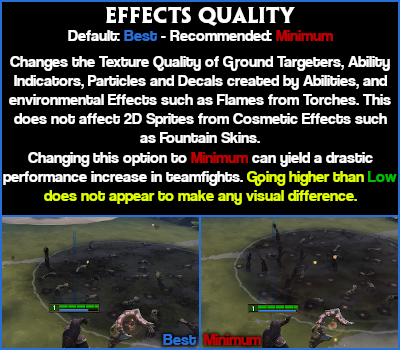 EFFECTS QUALITY
Default: Best - Recommended: Minimum
Changes the Texture Quality of Ground Targeters, Ability
Indicators, Particles and Decals created by Abilities, and
environmental Effects such as Flames from Torches. This
does not affect 2D Sprites from Cosmetic Effects such
as Fountain Skins.
Changing this option to Minimum can yield a drastic
performance increase in teamfights. Going higher than Low
does not appear to make any visual difference.
Best Minimum